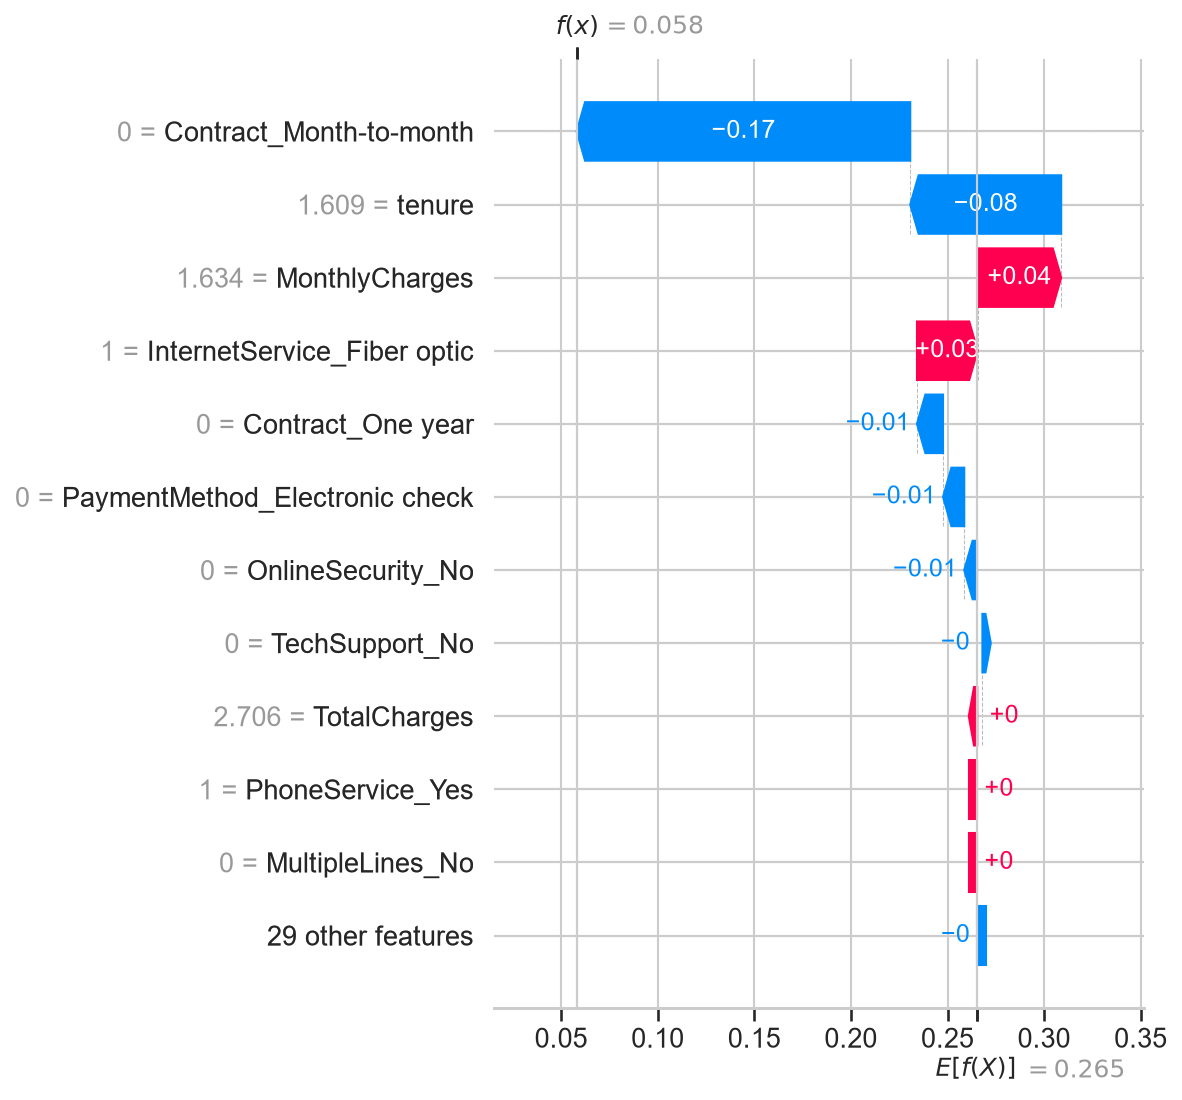 f(x) = 0.058
0 = Contract_Month-to-month −0.17
1.609 = tenure −0.08
1.634 = MonthlyCharges +0.04
1 = InternetService_Fiber optic +0.03
0 = Contract_One year −0.01
0 = PaymentMethod_Electronic check −0.01
0 = OnlineSecurity_No −0.01
0 = TechSupport_No −0
2.706 = TotalCharges +0
1 = PhoneService_Yes +0
0 = MultipleLines_No +0
29 other features −0
0.05 0.10 0.15 0.20 0.25 0.30 0.35
E[f(X)] = 0.265